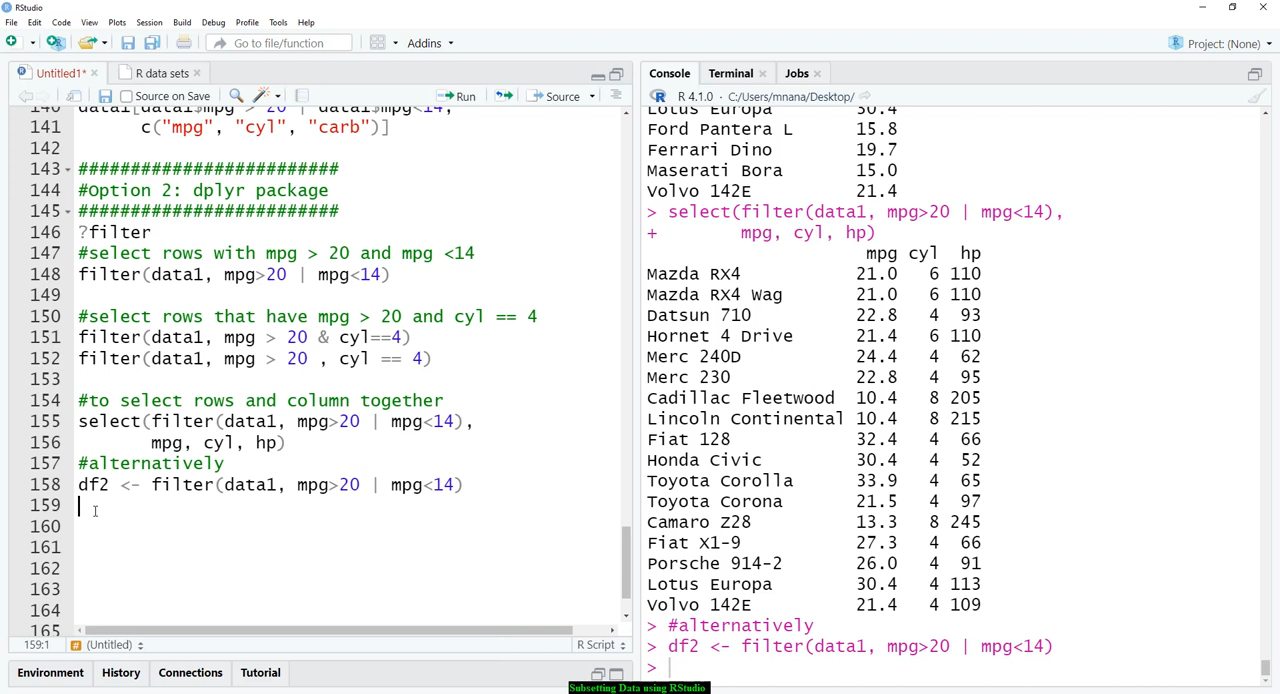 RStudio
File Edit Code View Plots Session Build Debug Profile Tools Help
Go to file/function Addins Project: (None)
Untitled1* R data sets
Source on Save Run Source
140 data1[data1$mpg > 20 | data1$mpg<14,
141 c("mpg", "cyl", "carb")]
142
143 #########################
144 #Option 2: dplyr package
145 #########################
146 ?filter
147 #select rows with mpg > 20 and mpg <14
148 filter(data1, mpg>20 | mpg<14)
149
150 #select rows that have mpg > 20 and cyl == 4
151 filter(data1, mpg > 20 & cyl==4)
152 filter(data1, mpg > 20 , cyl == 4)
153
154 #to select rows and column together
155 select(filter(data1, mpg>20 | mpg<14),
156 mpg, cyl, hp)
157 #alternatively
158 df2 <- filter(data1, mpg>20 | mpg<14)
159
160
161
162
163
164
165
159:1 (Untitled) R Script
Environment History Connections Tutorial
Console Terminal Jobs
R 4.1.0 · C:/Users/mnana/Desktop/
Lotus Europa 30.4
Ford Pantera L 15.8
Ferrari Dino 19.7
Maserati Bora 15.0
Volvo 142E 21.4
> select(filter(data1, mpg>20 | mpg<14),
+ mpg, cyl, hp)
mpg cyl hp
Mazda RX4 21.0 6 110
Mazda RX4 Wag 21.0 6 110
Datsun 710 22.8 4 93
Hornet 4 Drive 21.4 6 110
Merc 240D 24.4 4 62
Merc 230 22.8 4 95
Cadillac Fleetwood 10.4 8 205
Lincoln Continental 10.4 8 215
Fiat 128 32.4 4 66
Honda Civic 30.4 4 52
Toyota Corolla 33.9 4 65
Toyota Corona 21.5 4 97
Camaro Z28 13.3 8 245
Fiat X1-9 27.3 4 66
Porsche 914-2 26.0 4 91
Lotus Europa 30.4 4 113
Volvo 142E 21.4 4 109
> #alternatively
> df2 <- filter(data1, mpg>20 | mpg<14)
>
Subsetting Data using RStudio